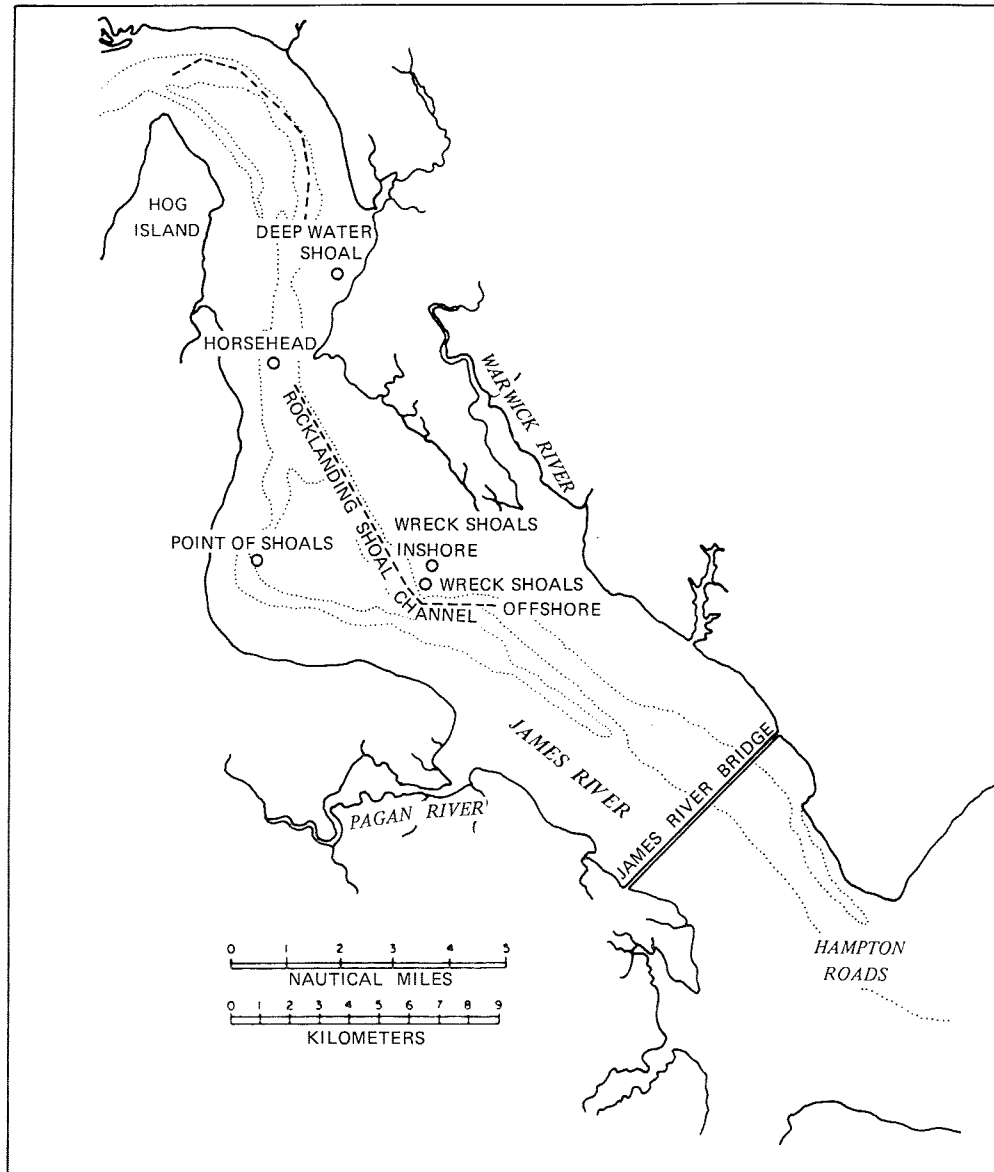 HOG
ISLAND
DEEP WATER
SHOAL
HORSEHEAD
WARWICK RIVER
ROCKLANDING SHOAL CHANNEL
WRECK SHOALS
INSHORE
POINT OF SHOALS
WRECK SHOALS
OFFSHORE
JAMES RIVER
JAMES RIVER BRIDGE
PAGAN RIVER
HAMPTON
ROADS
0 1 2 3 4 5
NAUTICAL MILES
0 1 2 3 4 5 6 7 8 9
KILOMETERS